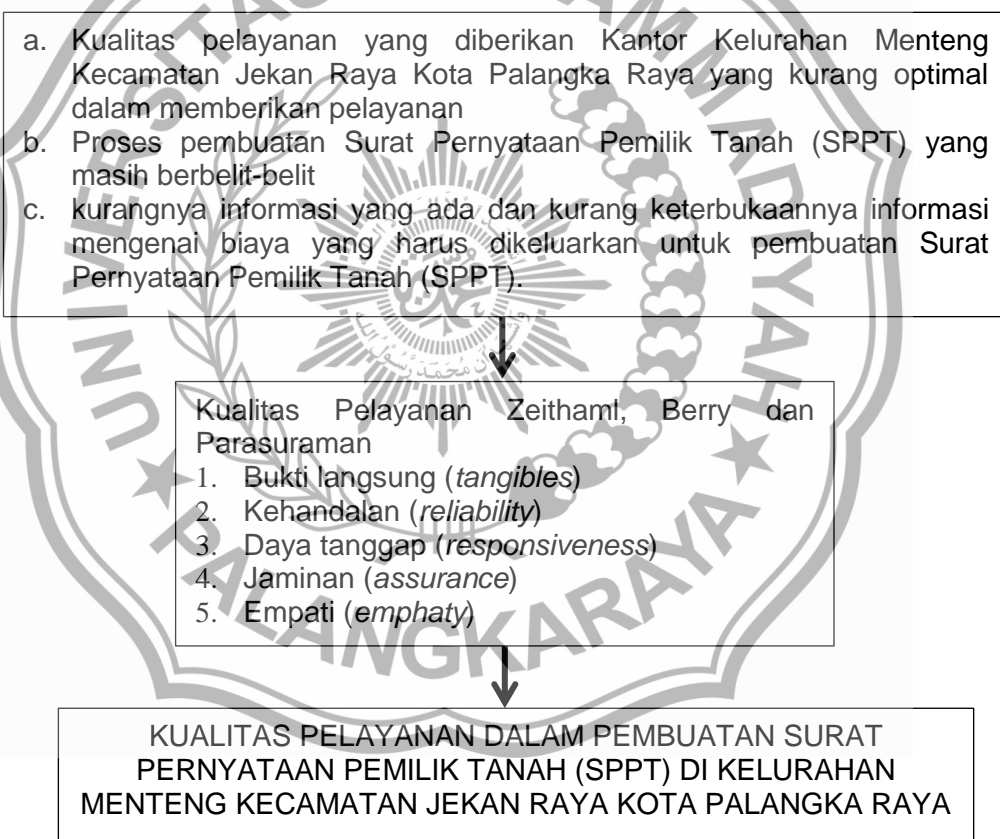 a. Kualitas pelayanan yang diberikan Kantor Kelurahan Menteng
Kecamatan Jekan Raya Kota Palangka Raya yang kurang optimal
dalam memberikan pelayanan
b. Proses pembuatan Surat Pernyataan Pemilik Tanah (SPPT) yang
masih berbelit-belit
c. kurangnya informasi yang ada dan kurang keterbukaannya informasi
mengenai biaya yang harus dikeluarkan untuk pembuatan Surat
Pernyataan Pemilik Tanah (SPPT).
Kualitas Pelayanan Zeithaml, Berry dan
Parasuraman
1. Bukti langsung (tangibles)
2. Kehandalan (reliability)
3. Daya tanggap (responsiveness)
4. Jaminan (assurance)
5. Empati (emphaty)
KUALITAS PELAYANAN DALAM PEMBUATAN SURAT
PERNYATAAN PEMILIK TANAH (SPPT) DI KELURAHAN
MENTENG KECAMATAN JEKAN RAYA KOTA PALANGKA RAYA
PALANGKARAYA